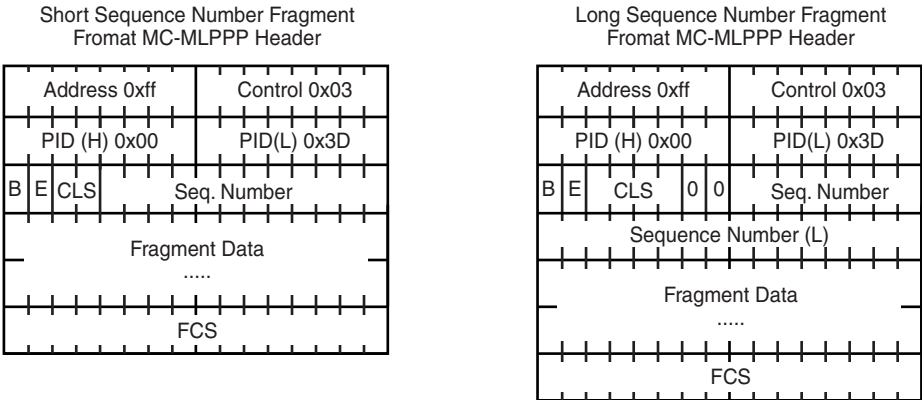 Short Sequence Number Fragment
Fromat MC-MLPPP Header
Address 0xff Control 0x03
PID (H) 0x00 PID(L) 0x3D
B E CLS Seq. Number
Fragment Data
.....
FCS
Long Sequence Number Fragment
Fromat MC-MLPPP Header
Address 0xff Control 0x03
PID (H) 0x00 PID(L) 0x3D
B E CLS 0 0 Seq. Number
Sequence Number (L)
Fragment Data
.....
FCS